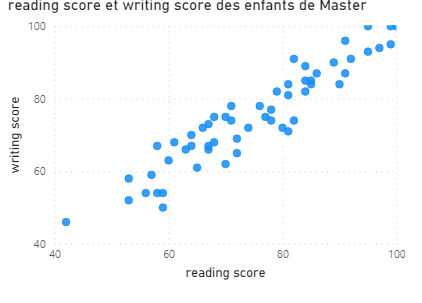 reading score et writing score des enfants de Master
writing score
100
80
60
40
40 60 80 100
reading score